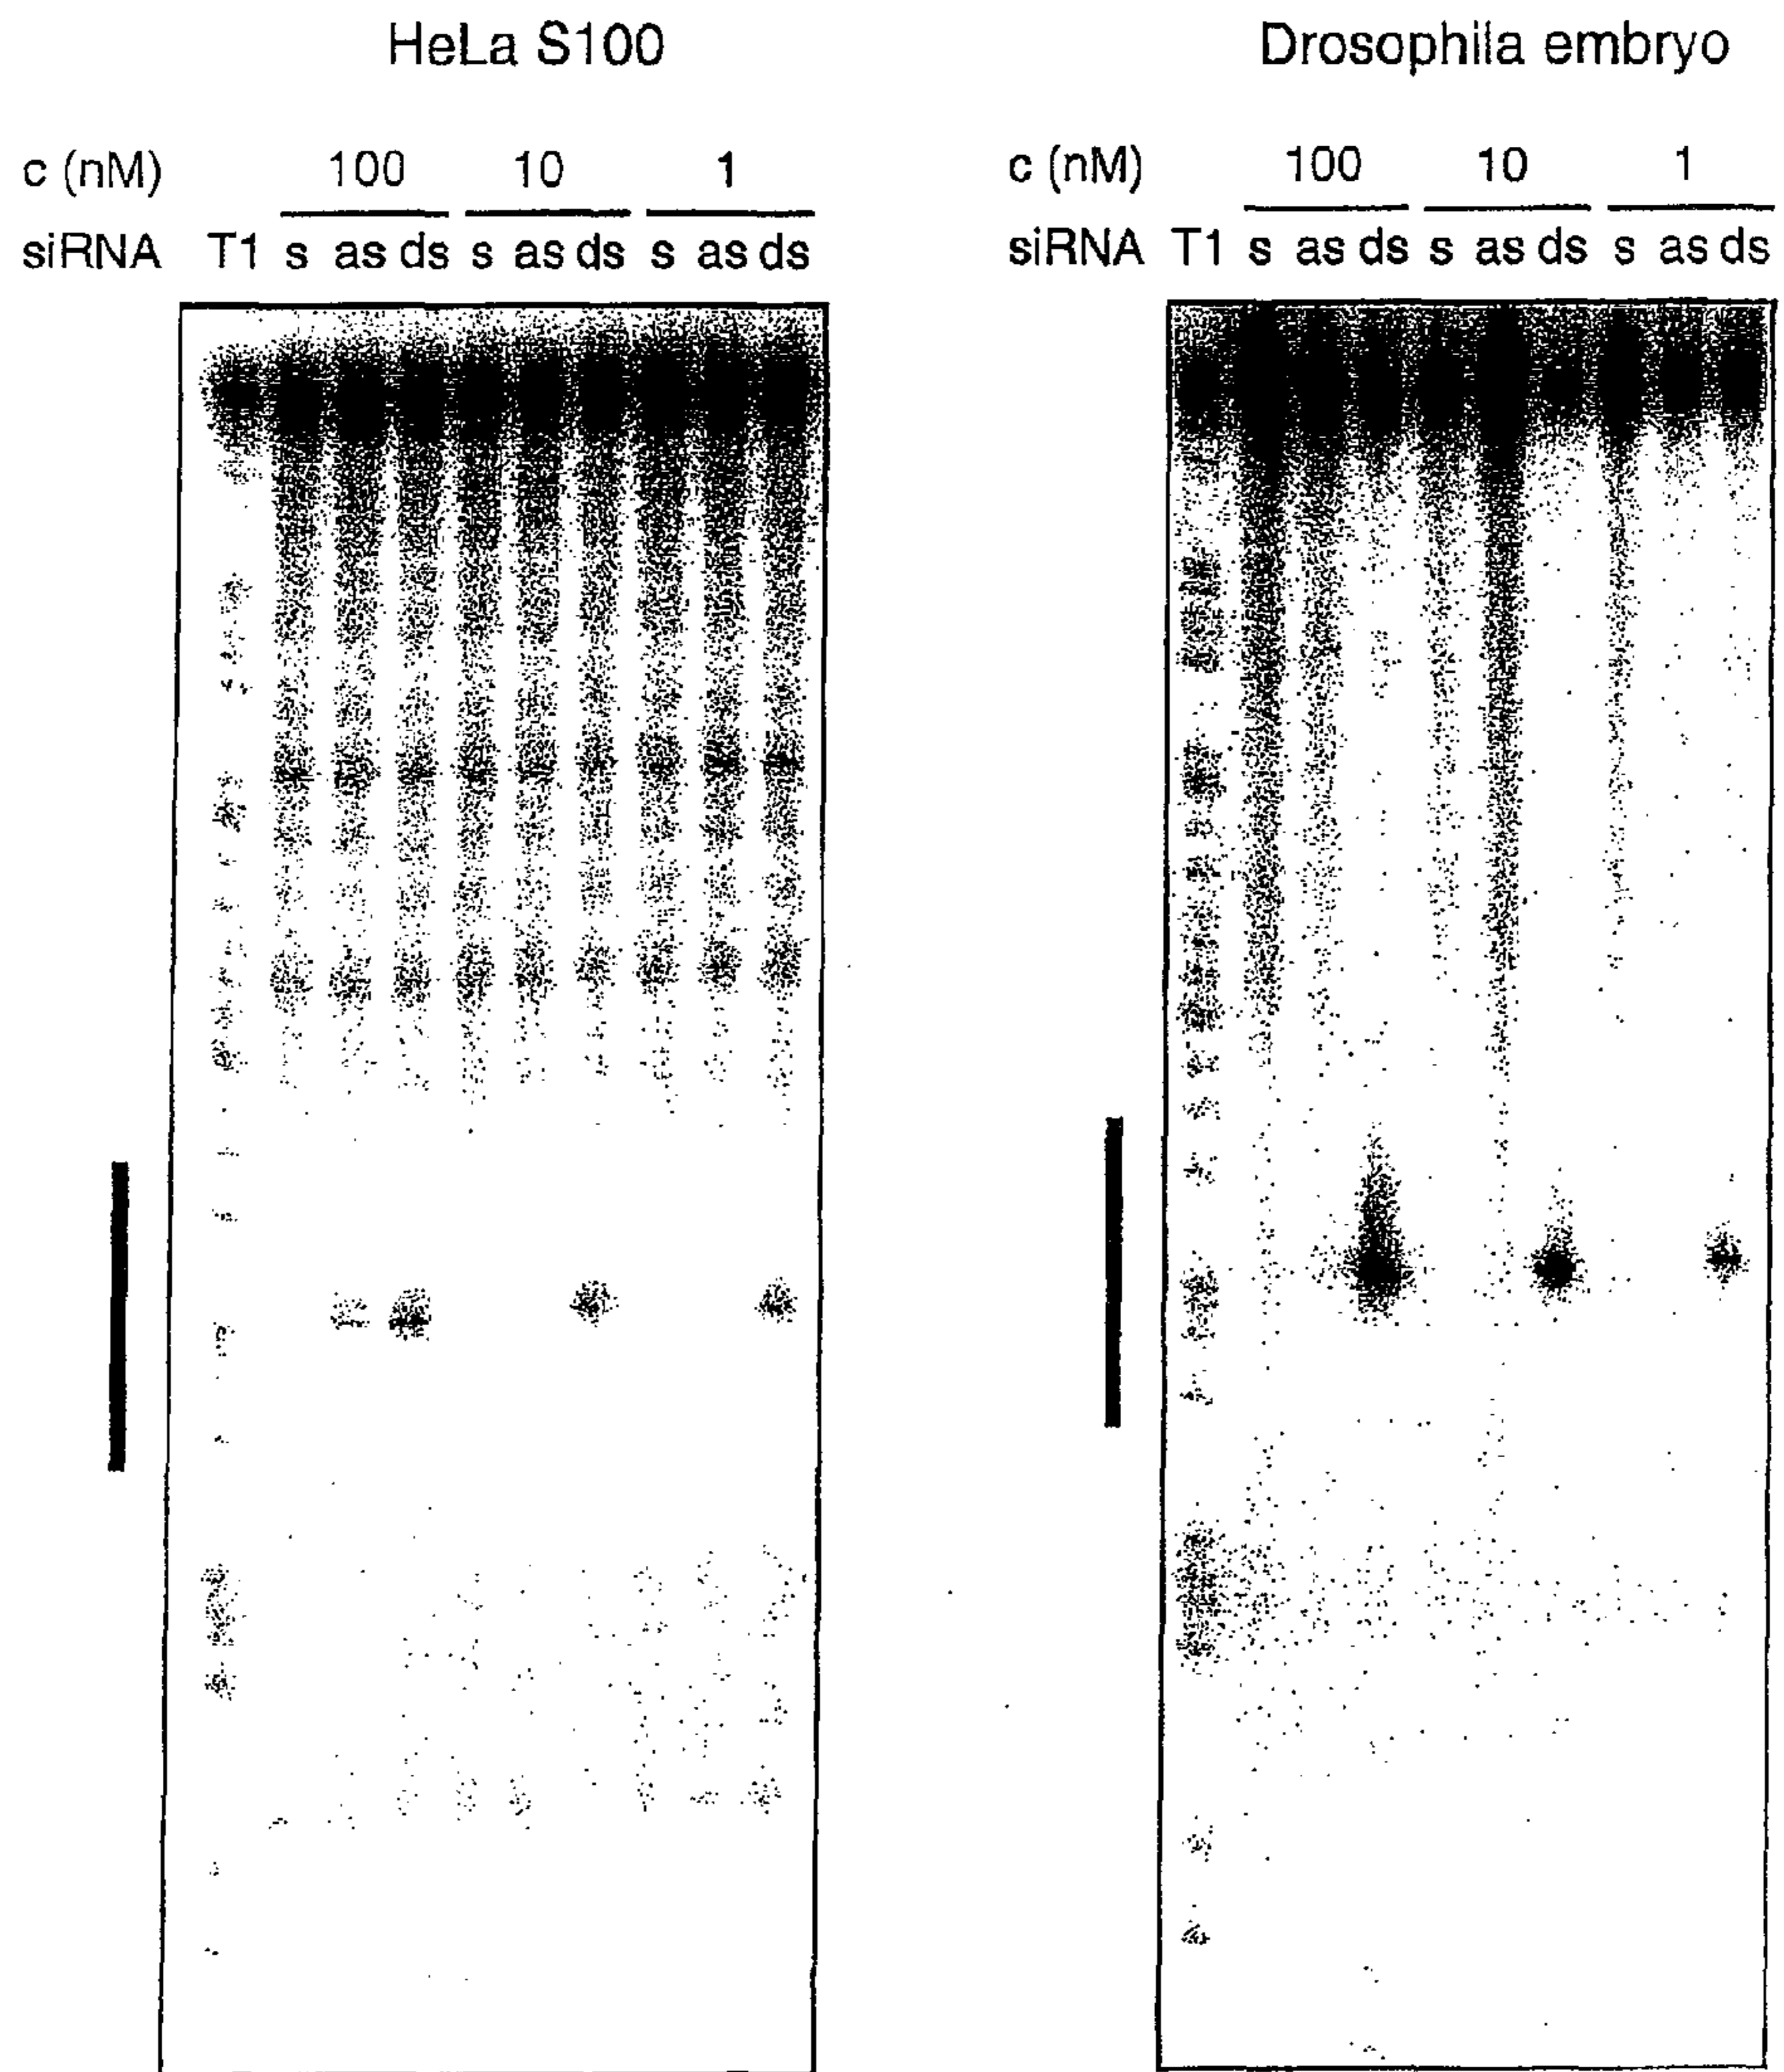 HeLa S100
c (nM) 100 10 1
siRNA T1 s as ds s as ds s as ds
Drosophila embryo
c (nM) 100 10 1
siRNA T1 s as ds s as ds s as ds